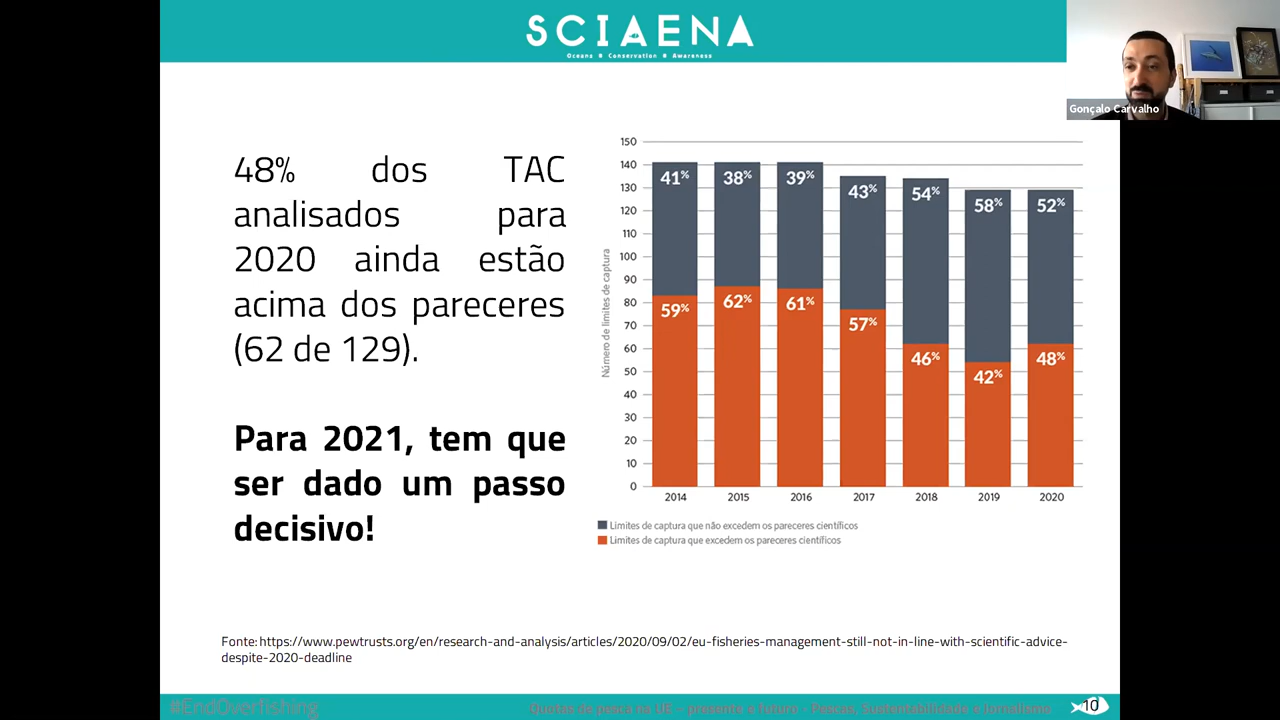 SCIAENA
Oceans # Conservation # Awareness
Gonçalo Carvalho
48% dos TAC
analisados para
2020 ainda estão
acima dos pareceres
(62 de 129).
Para 2021, tem que
ser dado um passo
decisivo!
Número de limites de captura
150
140
130
120
110
100
90
80
70
60
50
40
30
20
10
0
41% 38% 39% 43% 54% 58% 52%
59% 62% 61% 57% 46% 42% 48%
2014 2015 2016 2017 2018 2019 2020
Limites de captura que não excedem os pareceres científicos
Limites de captura que excedem os pareceres científicos
Fonte: https://www.pewtrusts.org/en/research-and-analysis/articles/2020/09/02/eu-fisheries-management-still-not-in-line-with-scientific-advice-
despite-2020-deadline
#EndOverfishing
Quotas de pesca na UE – presente e futuro - Pescas, Sustentabilidade e Jornalismo
10